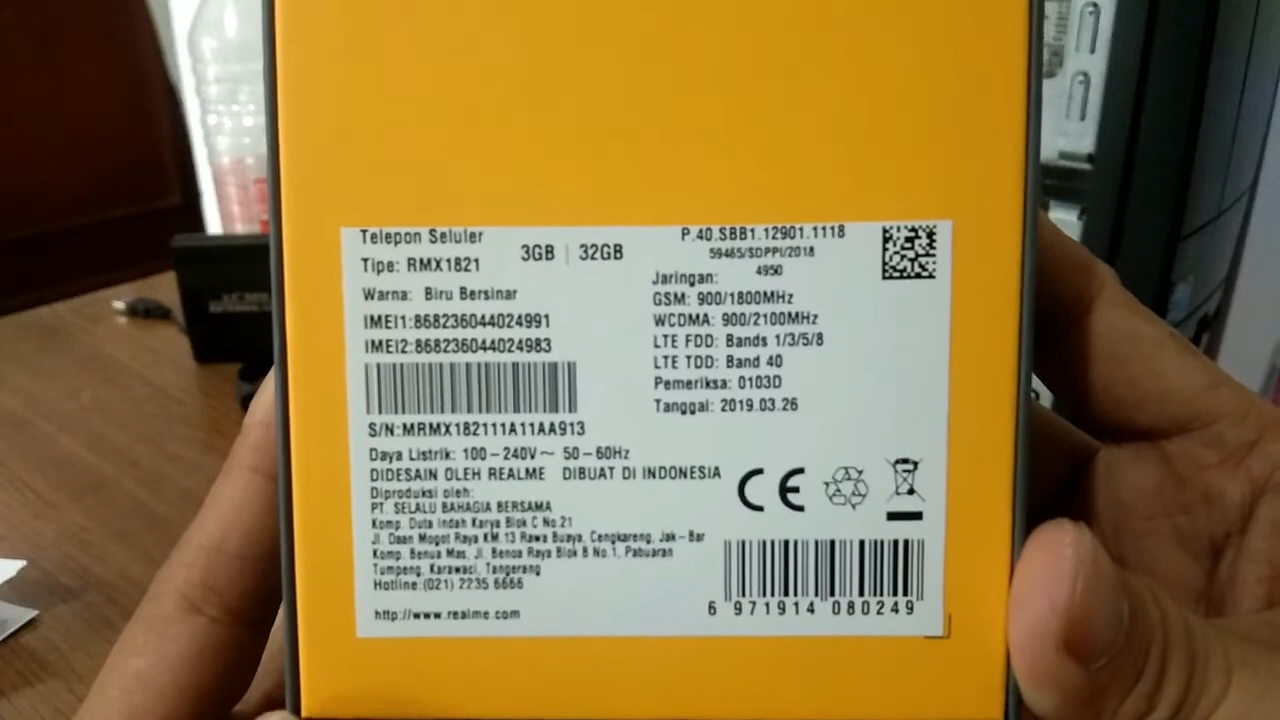 Telepon Seluler
Tipe: RMX1821
3GB | 32GB
Warna: Biru Bersinar
IMEI1:868236044024991
IMEI2:868236044024983
S/N:MRMX182111A11AA913
P.40.SBB1.12901.1118
59465/SDPPI/2018
4950
Jaringan:
GSM: 900/1800MHz
WCDMA: 900/2100MHz
LTE FDD: Bands 1/3/5/8
LTE TDD: Band 40
Pemeriksa: 0103D
Tanggal: 2019.03.26
Daya Listrik: 100-240V~ 50-60Hz
DIDESAIN OLEH REALME DIBUAT DI INDONESIA
Diproduksi oleh:
PT. SELALU BAHAGIA BERSAMA
Komp. Duta Indah Karya Blok C No.21
Jl. Daan Mogot Raya KM.13 Rawa Buaya, Cengkareng, Jak-Bar
Komp. Benua Mas, Jl. Benoa Raya Blok B No.1, Pabuaran
Tumpeng, Karawaci, Tangerang
Hotline:(021) 2235 6666
http://www.realme.com
CE
6 971914 080249